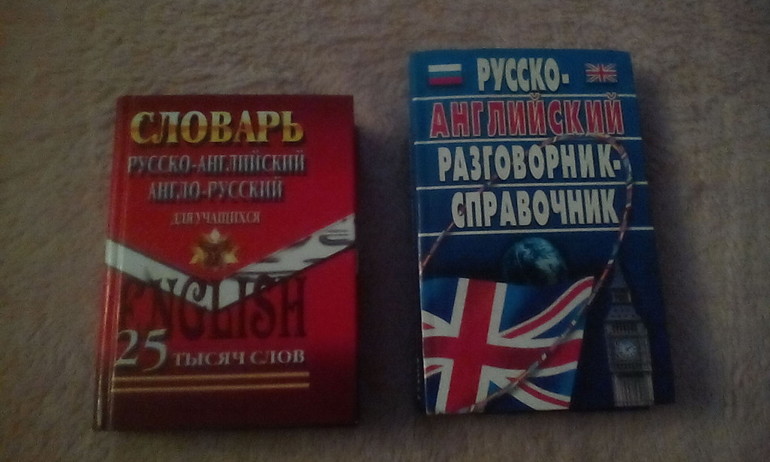 СЛОВАРЬ
РУССКО-АНГЛИЙСКИЙ
АНГЛО-РУССКИЙ
ДЛЯ УЧАЩИХСЯ
ENGLISH
25 ТЫСЯЧ СЛОВ
РУССКО-
АНГЛИЙСКИЙ
РАЗГОВОРНИК-
СПРАВОЧНИК